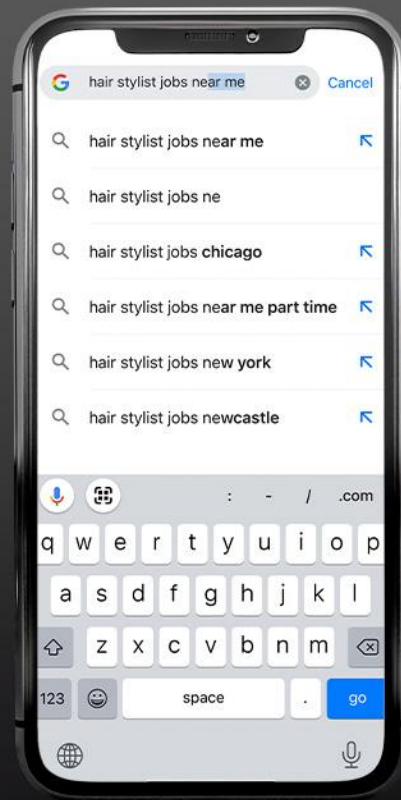 hair stylist jobs near me Cancel
hair stylist jobs near me
hair stylist jobs ne
hair stylist jobs chicago
hair stylist jobs near me part time
hair stylist jobs new york
hair stylist jobs newcastle
: - / .com
q w e r t y u i o p
a s d f g h j k l
z x c v b n m
123 space . go